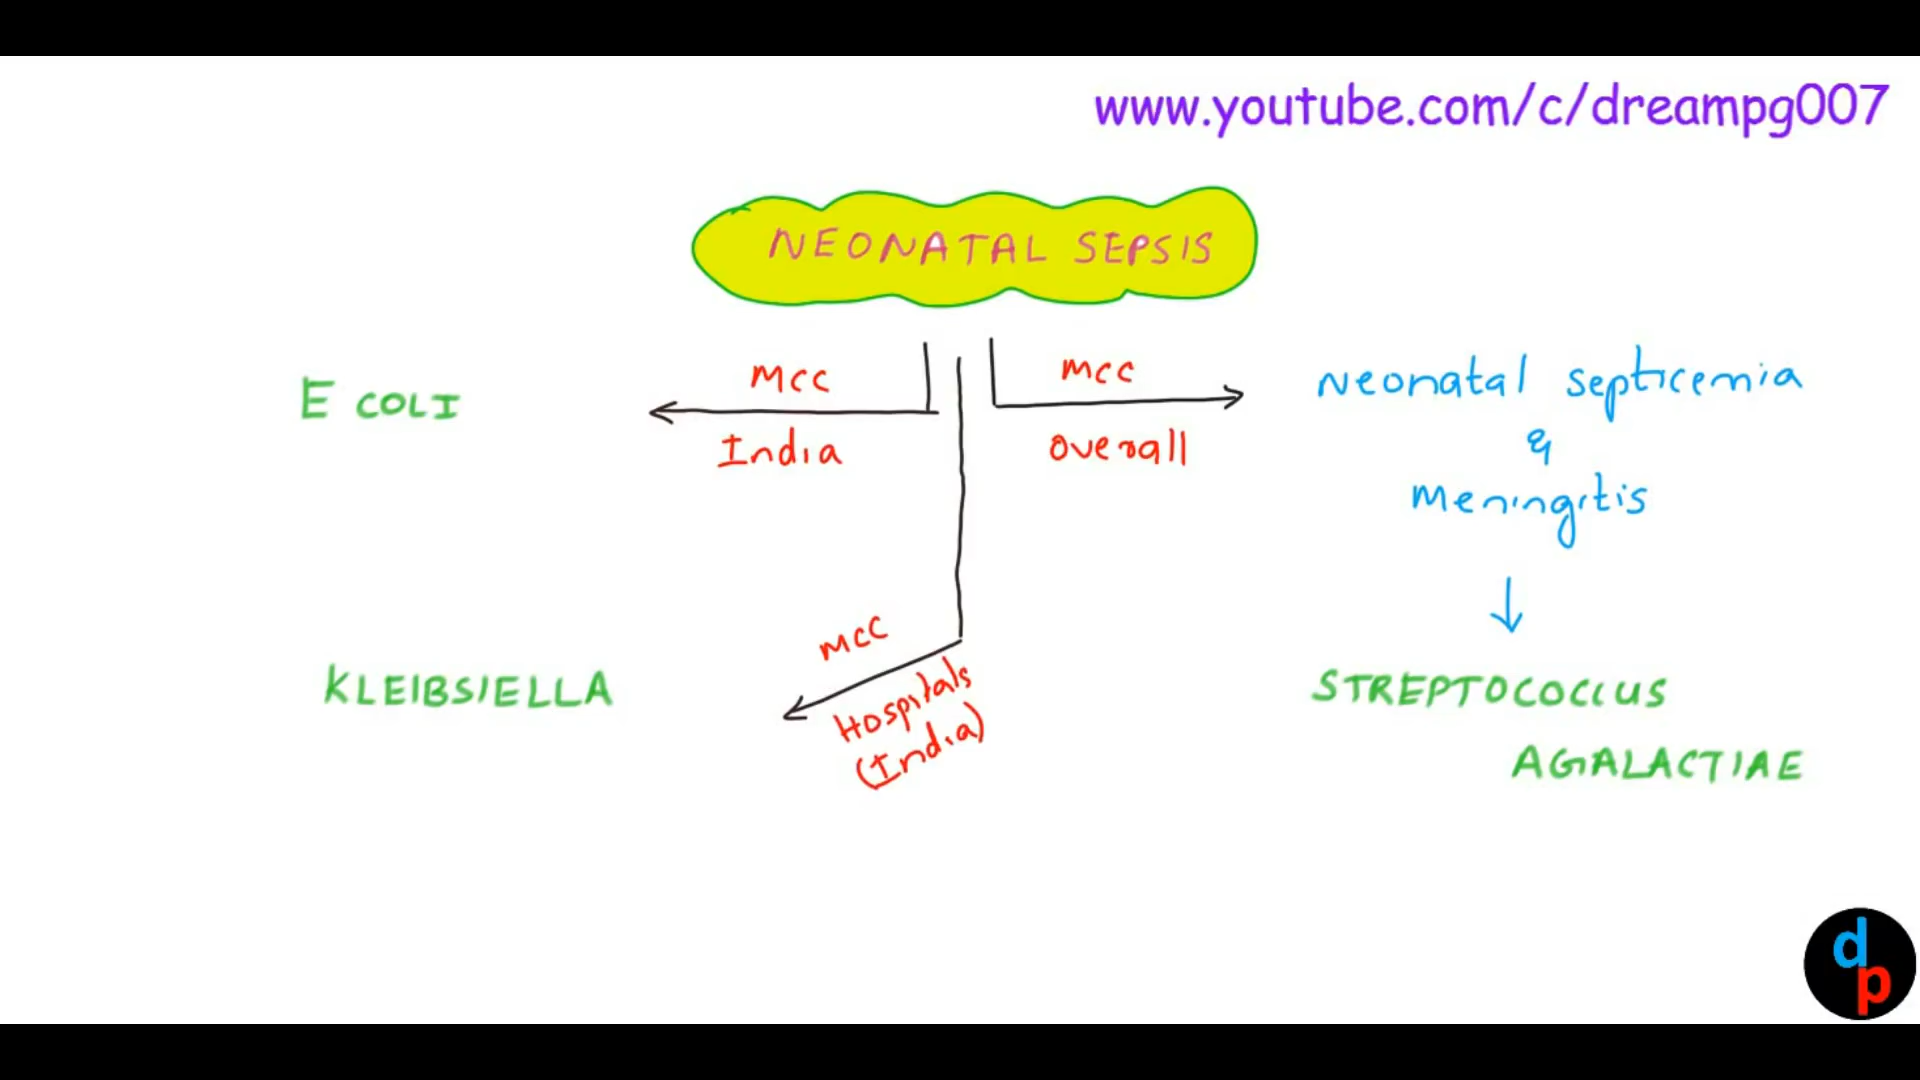 www.youtube.com/c/dreampg007
NEONATAL SEPSIS
E COLI
MCC
India
MCC
Overall
Neonatal septicemia
&
Meningitis
MCC
Hospitals
(India)
KLEIBSIELLA
STREPTOCOCCUS
AGALACTIAE
dp